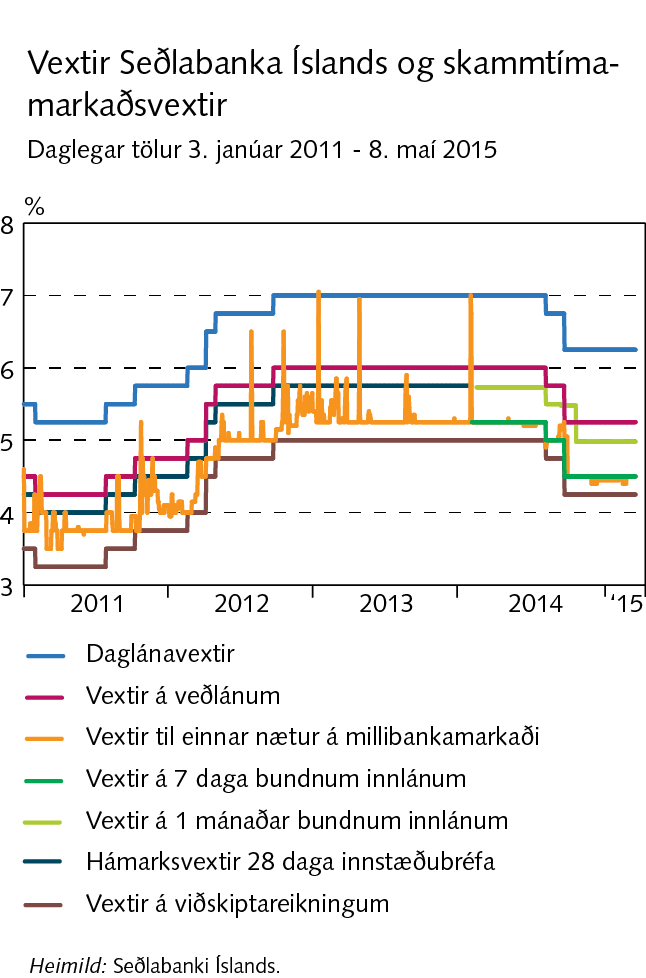 Vextir Seðlabanka Íslands og skammtíma-
markaðsvextir
Daglegar tölur 3. janúar 2011 - 8. maí 2015
%
8
7
6
5
4
3
2011 2012 2013 2014 ‘15
Daglánavextir
Vextir á veðlánum
Vextir til einnar nætur á millibankamarkaði
Vextir á 7 daga bundnum innlánum
Vextir á 1 mánaðar bundnum innlánum
Hámarksvextir 28 daga innstæðubréfa
Vextir á viðskiptareikningum
Heimild: Seðlabanki Íslands.